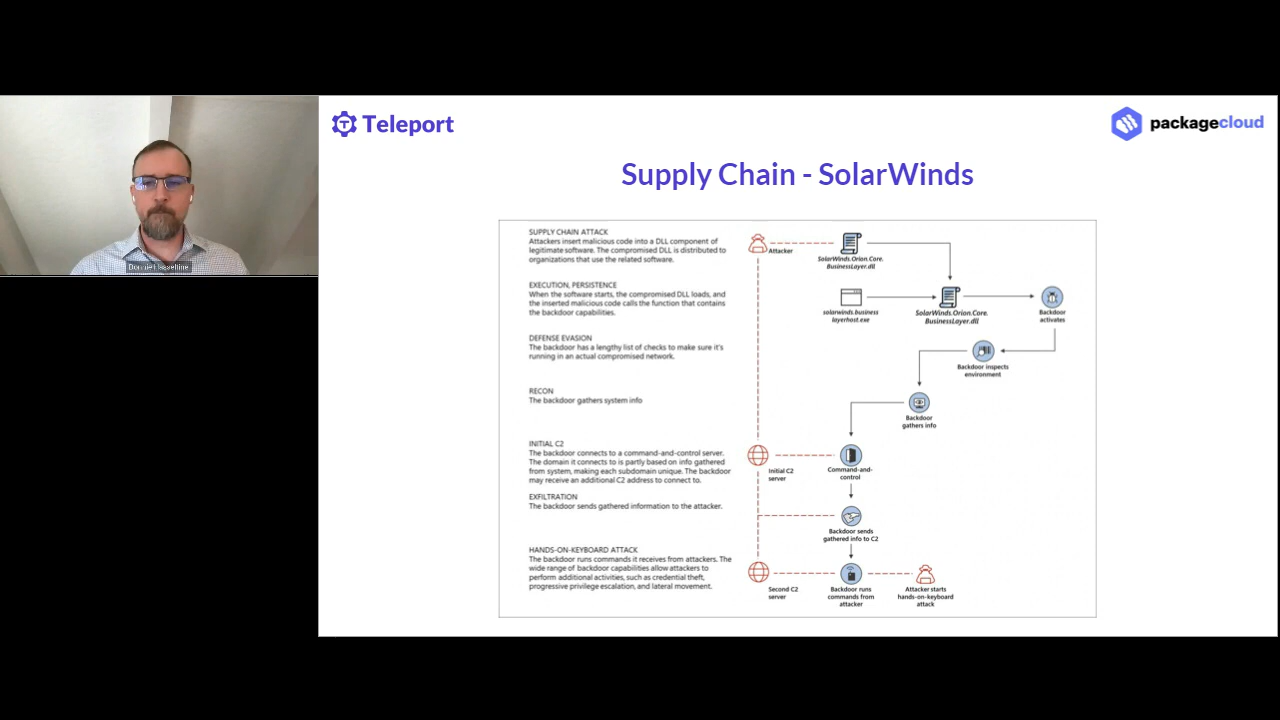 Teleport
packagecloud
Supply Chain - SolarWinds
SUPPLY CHAIN ATTACK
Attackers insert malicious code into a DLL component of
legitimate software. The compromised DLL is distributed to
organizations that use the related software.
EXECUTION, PERSISTENCE
When the software starts, the compromised DLL loads, and
the inserted malicious code calls the function that contains
the backdoor capabilities.
DEFENSE EVASION
The backdoor has a lengthy list of checks to make sure it's
running in an actual compromised network.
RECON
The backdoor gathers system info
INITIAL C2
The backdoor connects to a command-and-control server.
The domain it connects to is partly based on info gathered
from system, making each subdomain unique. The backdoor
may receive an additional C2 address to connect to.
EXFILTRATION
The backdoor sends gathered information to the attacker.
HANDS-ON-KEYBOARD ATTACK
The backdoor runs commands it receives from attackers. The
wide range of backdoor capabilities allow attackers to
perform additional activities, such as credential theft,
progressive privilege escalation, and lateral movement.
Attacker
SolarWinds.Orion.Core.
BusinessLayer.dll
solarwinds.business
layerhost.exe
SolarWinds.Orion.Core.
BusinessLayer.dll
Backdoor
activates
Backdoor inspects
environment
Backdoor
gathers info
Initial C2
server
Command-and-
control
Backdoor sends
gathered info to C2
Second C2
server
Backdoor runs
commands from
attacker
Attacker starts
hands-on-keyboard
attack